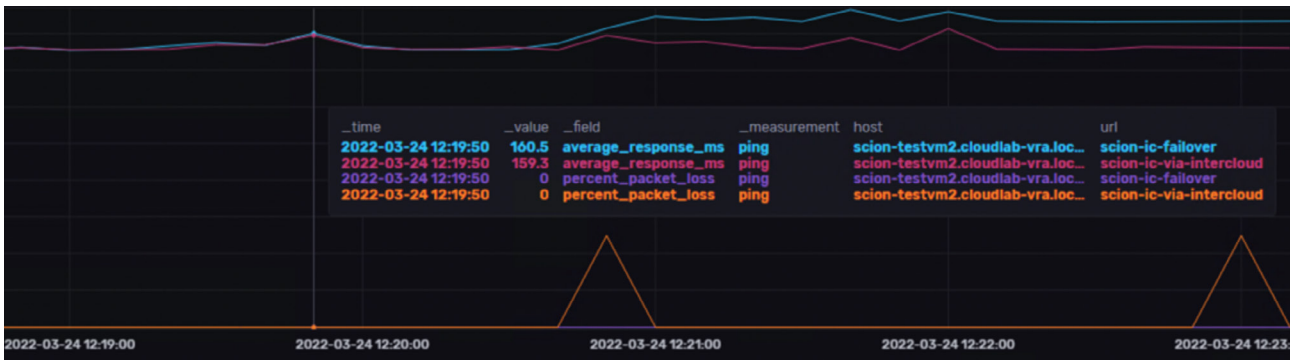 _time _value _field _measurement host url
2022-03-24 12:19:50 160.5 average_response_ms ping scion-testvm2.cloudlab-vra.loc... scion-ic-failover
2022-03-24 12:19:50 159.3 average_response_ms ping scion-testvm2.cloudlab-vra.loc... scion-ic-via-intercloud
2022-03-24 12:19:50 0 percent_packet_loss ping scion-testvm2.cloudlab-vra.loc... scion-ic-failover
2022-03-24 12:19:50 0 percent_packet_loss ping scion-testvm2.cloudlab-vra.loc... scion-ic-via-intercloud
2022-03-24 12:19:00 2022-03-24 12:20:00 2022-03-24 12:21:00 2022-03-24 12:22:00 2022-03-24 12:23: